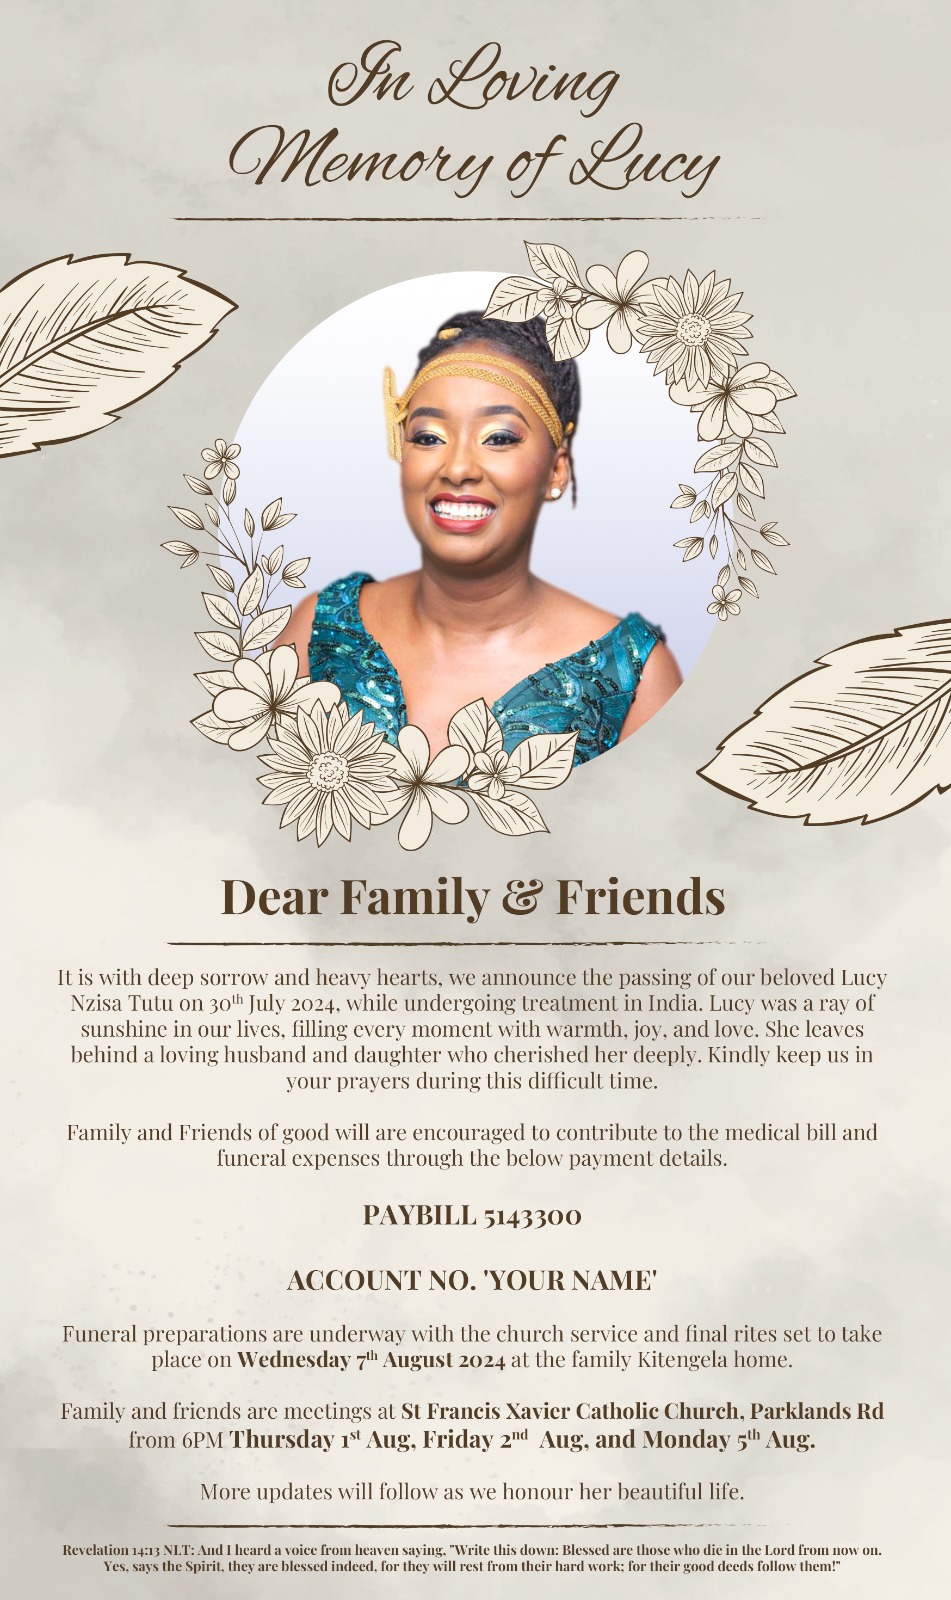 In Loving
Memory of Lucy
Dear Family & Friends
It is with deep sorrow and heavy hearts, we announce the passing of our beloved Lucy
Nzisa Tutu on 30th July 2024, while undergoing treatment in India. Lucy was a ray of
sunshine in our lives, filling every moment with warmth, joy, and love. She leaves
behind a loving husband and daughter who cherished her deeply. Kindly keep us in
your prayers during this difficult time.
Family and Friends of good will are encouraged to contribute to the medical bill and
funeral expenses through the below payment details.
PAYBILL 5143300
ACCOUNT NO. 'YOUR NAME'
Funeral preparations are underway with the church service and final rites set to take
place on Wednesday 7th August 2024 at the family Kitengela home.
Family and friends are meetings at St Francis Xavier Catholic Church, Parklands Rd
from 6PM Thursday 1st Aug, Friday 2nd Aug, and Monday 5th Aug.
More updates will follow as we honour her beautiful life.
Revelation 14:13 NLT: And I heard a voice from heaven saying, "Write this down: Blessed are those who die in the Lord from now on.
Yes, says the Spirit, they are blessed indeed, for they will rest from their hard work; for their good deeds follow them!"